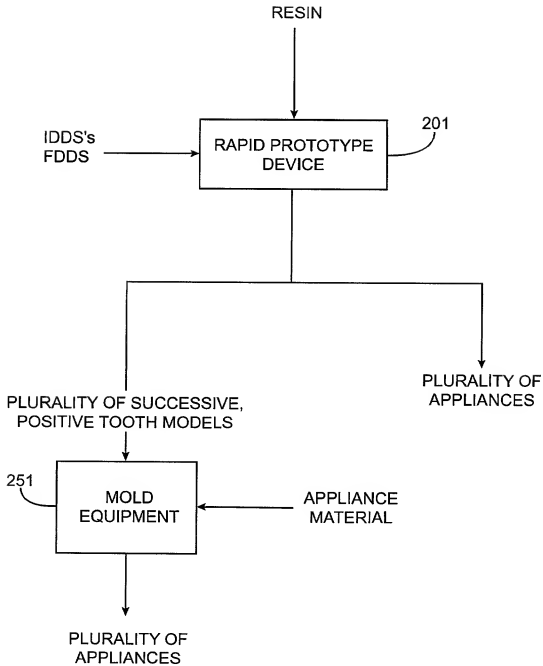 RESIN
201
IDDS's
FDDS
RAPID PROTOTYPE
DEVICE
PLURALITY OF
APPLIANCES
PLURALITY OF SUCCESSIVE,
POSITIVE TOOTH MODELS
251
MOLD
EQUIPMENT
APPLIANCE
MATERIAL
PLURALITY OF
APPLIANCES